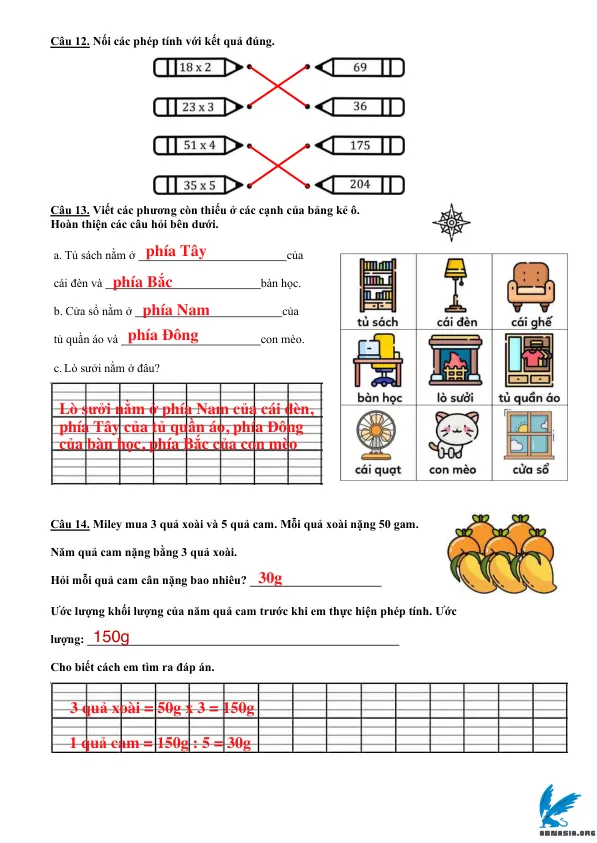 Câu 12. Nối các phép tính với kết quả đúng.
18 x 2 69
23 x 3 36
51 x 4 175
35 x 5 204
Câu 13. Viết các phương còn thiếu ở các cạnh của bảng kẻ ô.
Hoàn thiện các câu hỏi bên dưới.
a. Tủ sách nằm ở phía Tây của
cái đèn và phía Bắc bàn học.
b. Cửa sổ nằm ở phía Nam của
tủ quần áo và phía Đông con mèo.
c. Lò sưởi nằm ở đâu?
Lò sưởi nằm ở phía Nam của cái đèn,
phía Tây của tủ quần áo, phía Đông
của bàn học, phía Bắc của con mèo
tủ sách cái đèn cái ghế
bàn học lò sưởi tủ quần áo
cái quạt con mèo cửa sổ
Câu 14. Miley mua 3 quả xoài và 5 quả cam. Mỗi quả xoài nặng 50 gam.
Năm quả cam nặng bằng 3 quả xoài.
Hỏi mỗi quả cam cân nặng bao nhiêu? 30g
Ước lượng khối lượng của năm quả cam trước khi em thực hiện phép tính. Ước
lượng: 150g
Cho biết cách em tìm ra đáp án.
3 quả xoài = 50g x 3 = 150g
1 quả cam = 150g : 5 = 30g
ABMASIA.ORG